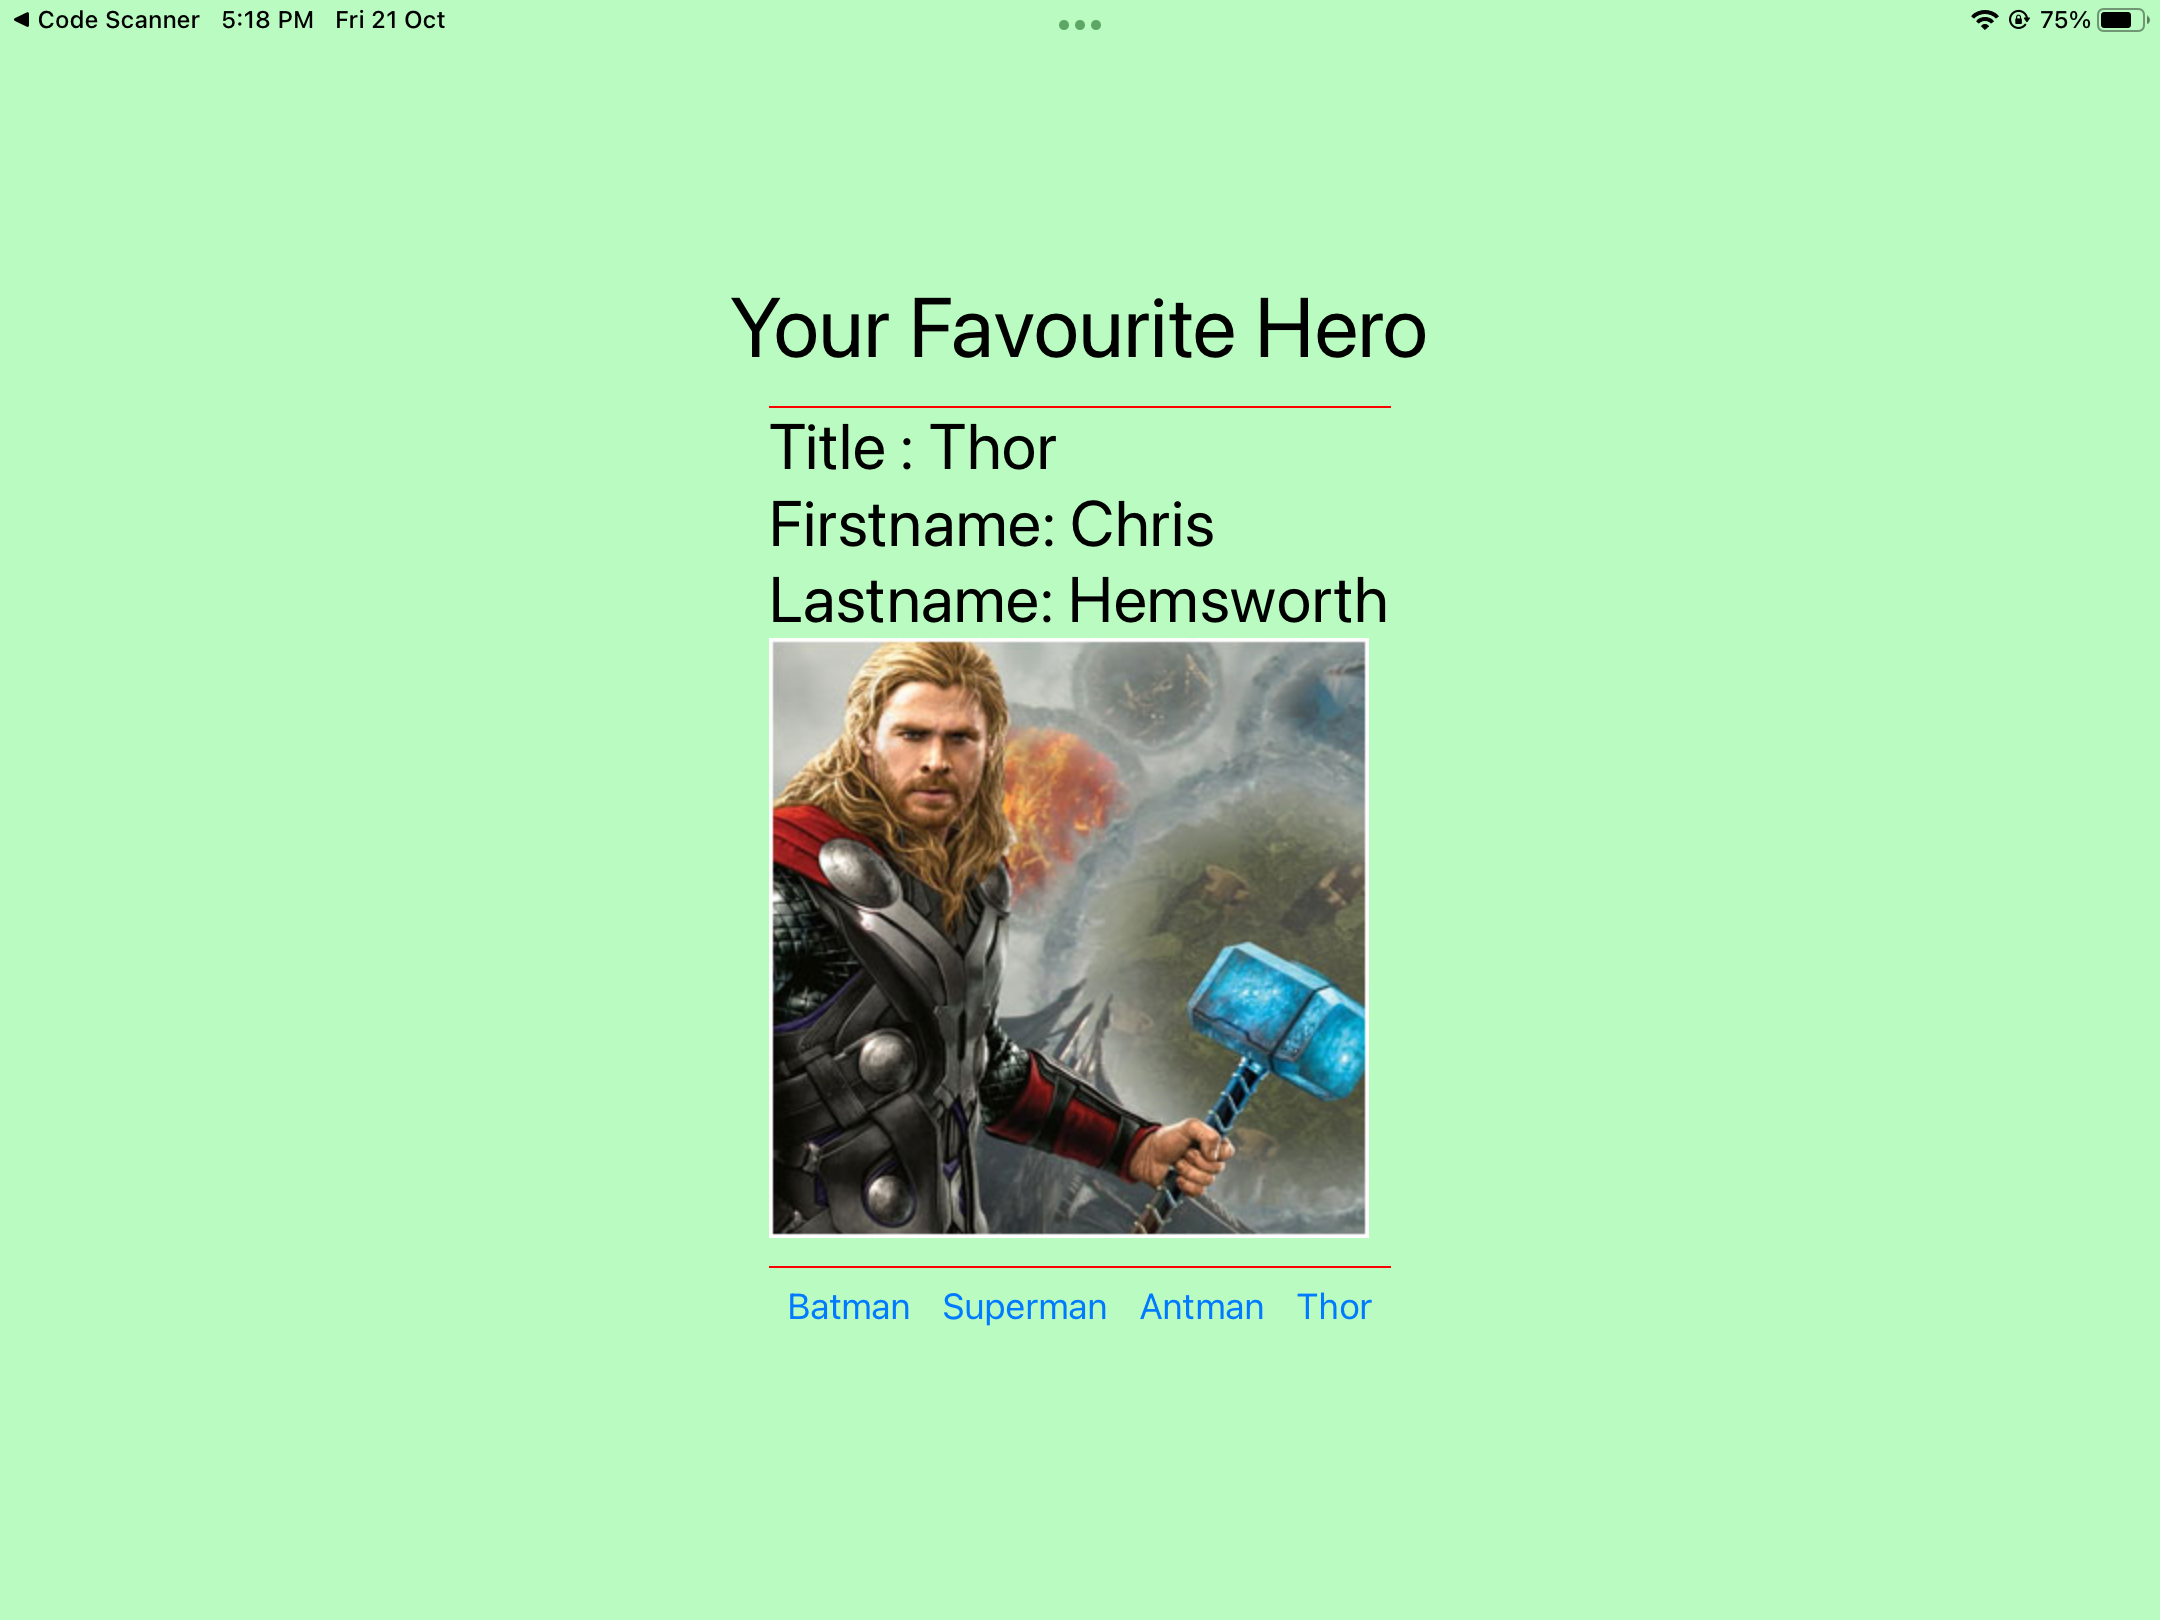 Code Scanner 5:18 PM Fri 21 Oct 75%
Your Favourite Hero
Title : Thor
Firstname: Chris
Lastname: Hemsworth
Batman Superman Antman Thor